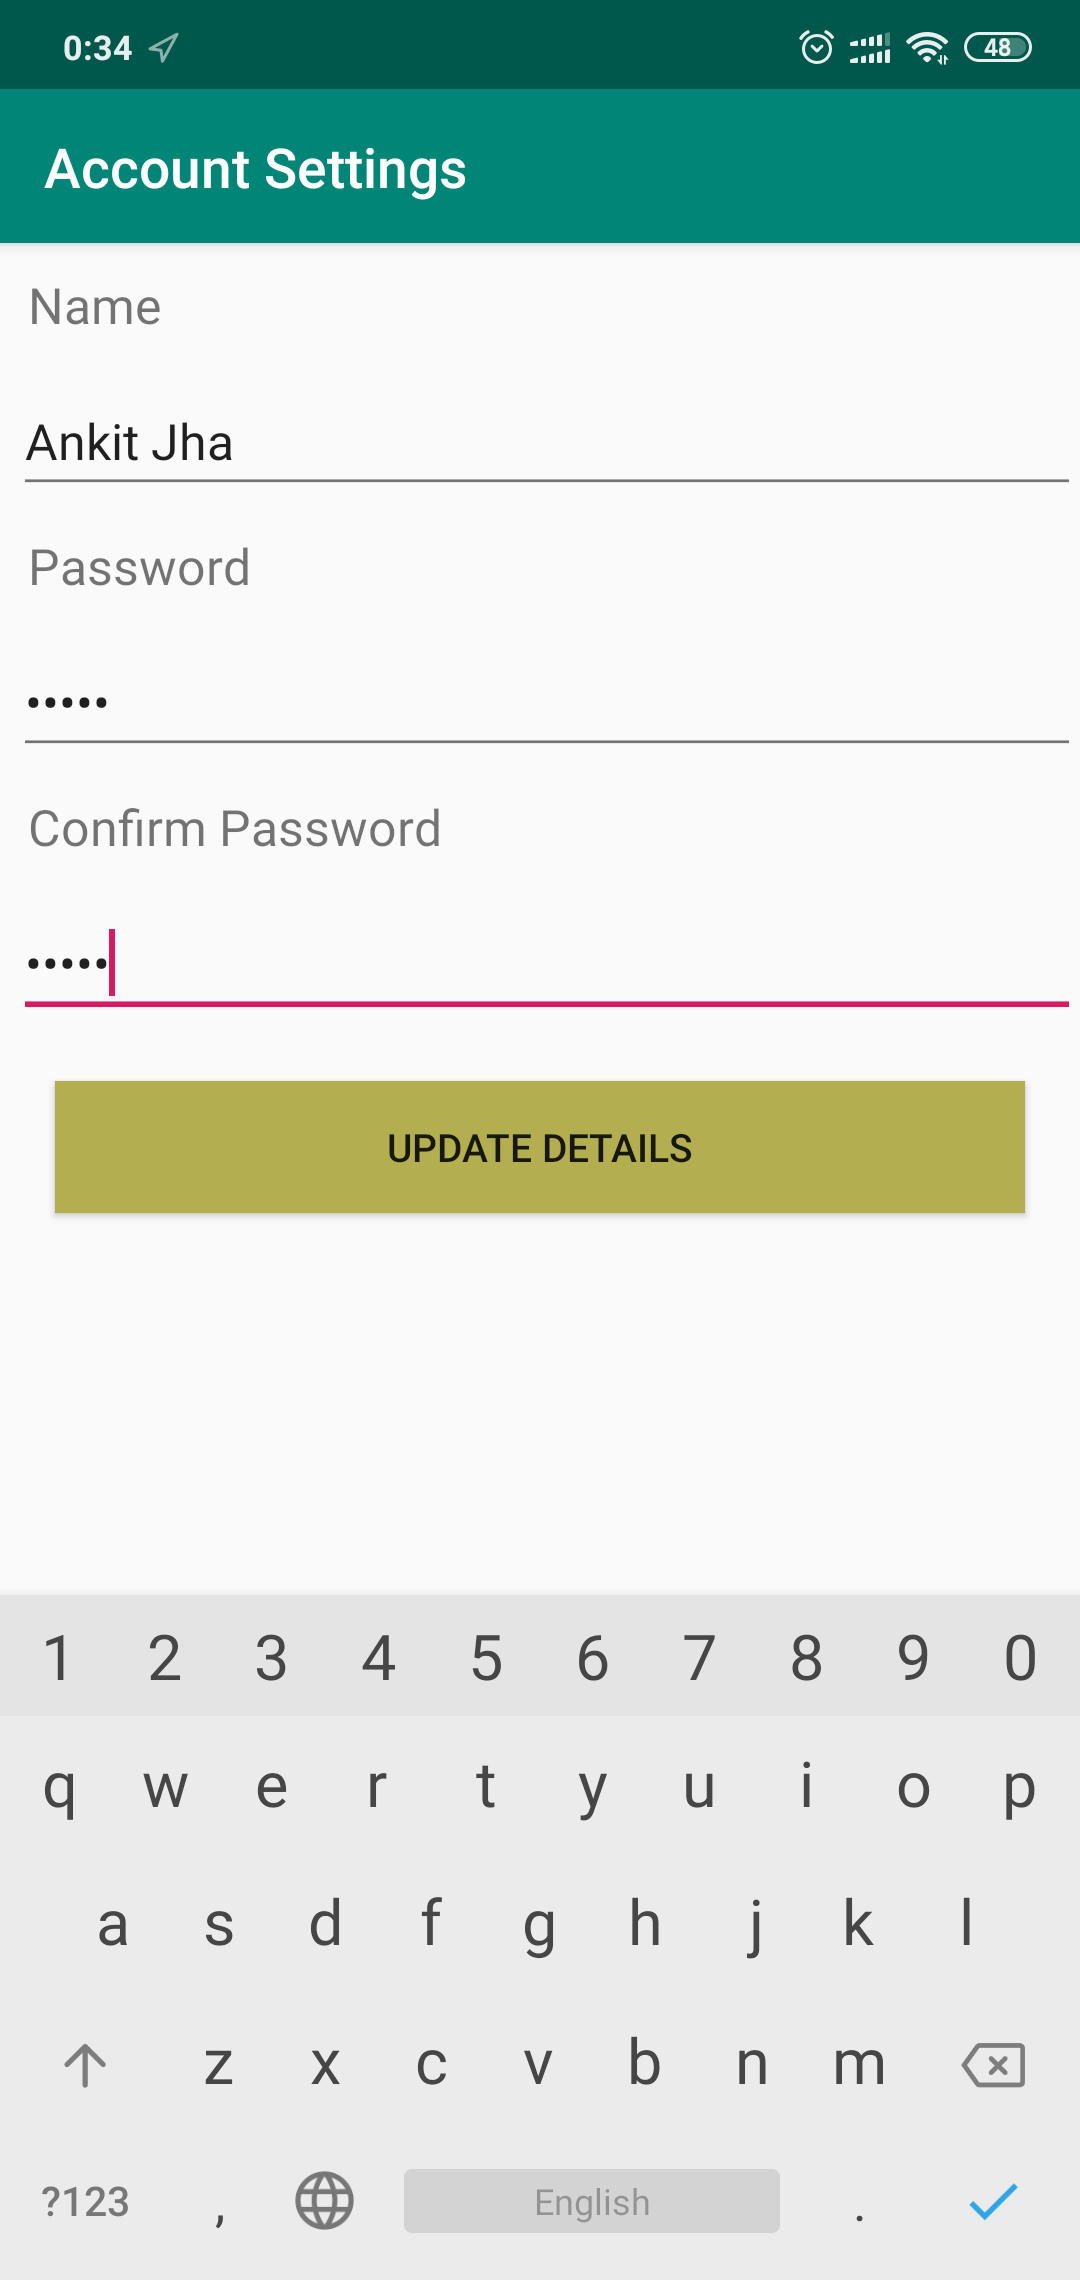 0:34 48
Account Settings
Name
Ankit Jha
Password
•••••
Confirm Password
•••••
UPDATE DETAILS
1 2 3 4 5 6 7 8 9 0
q w e r t y u i o p
a s d f g h j k l
z x c v b n m
?123 , English .